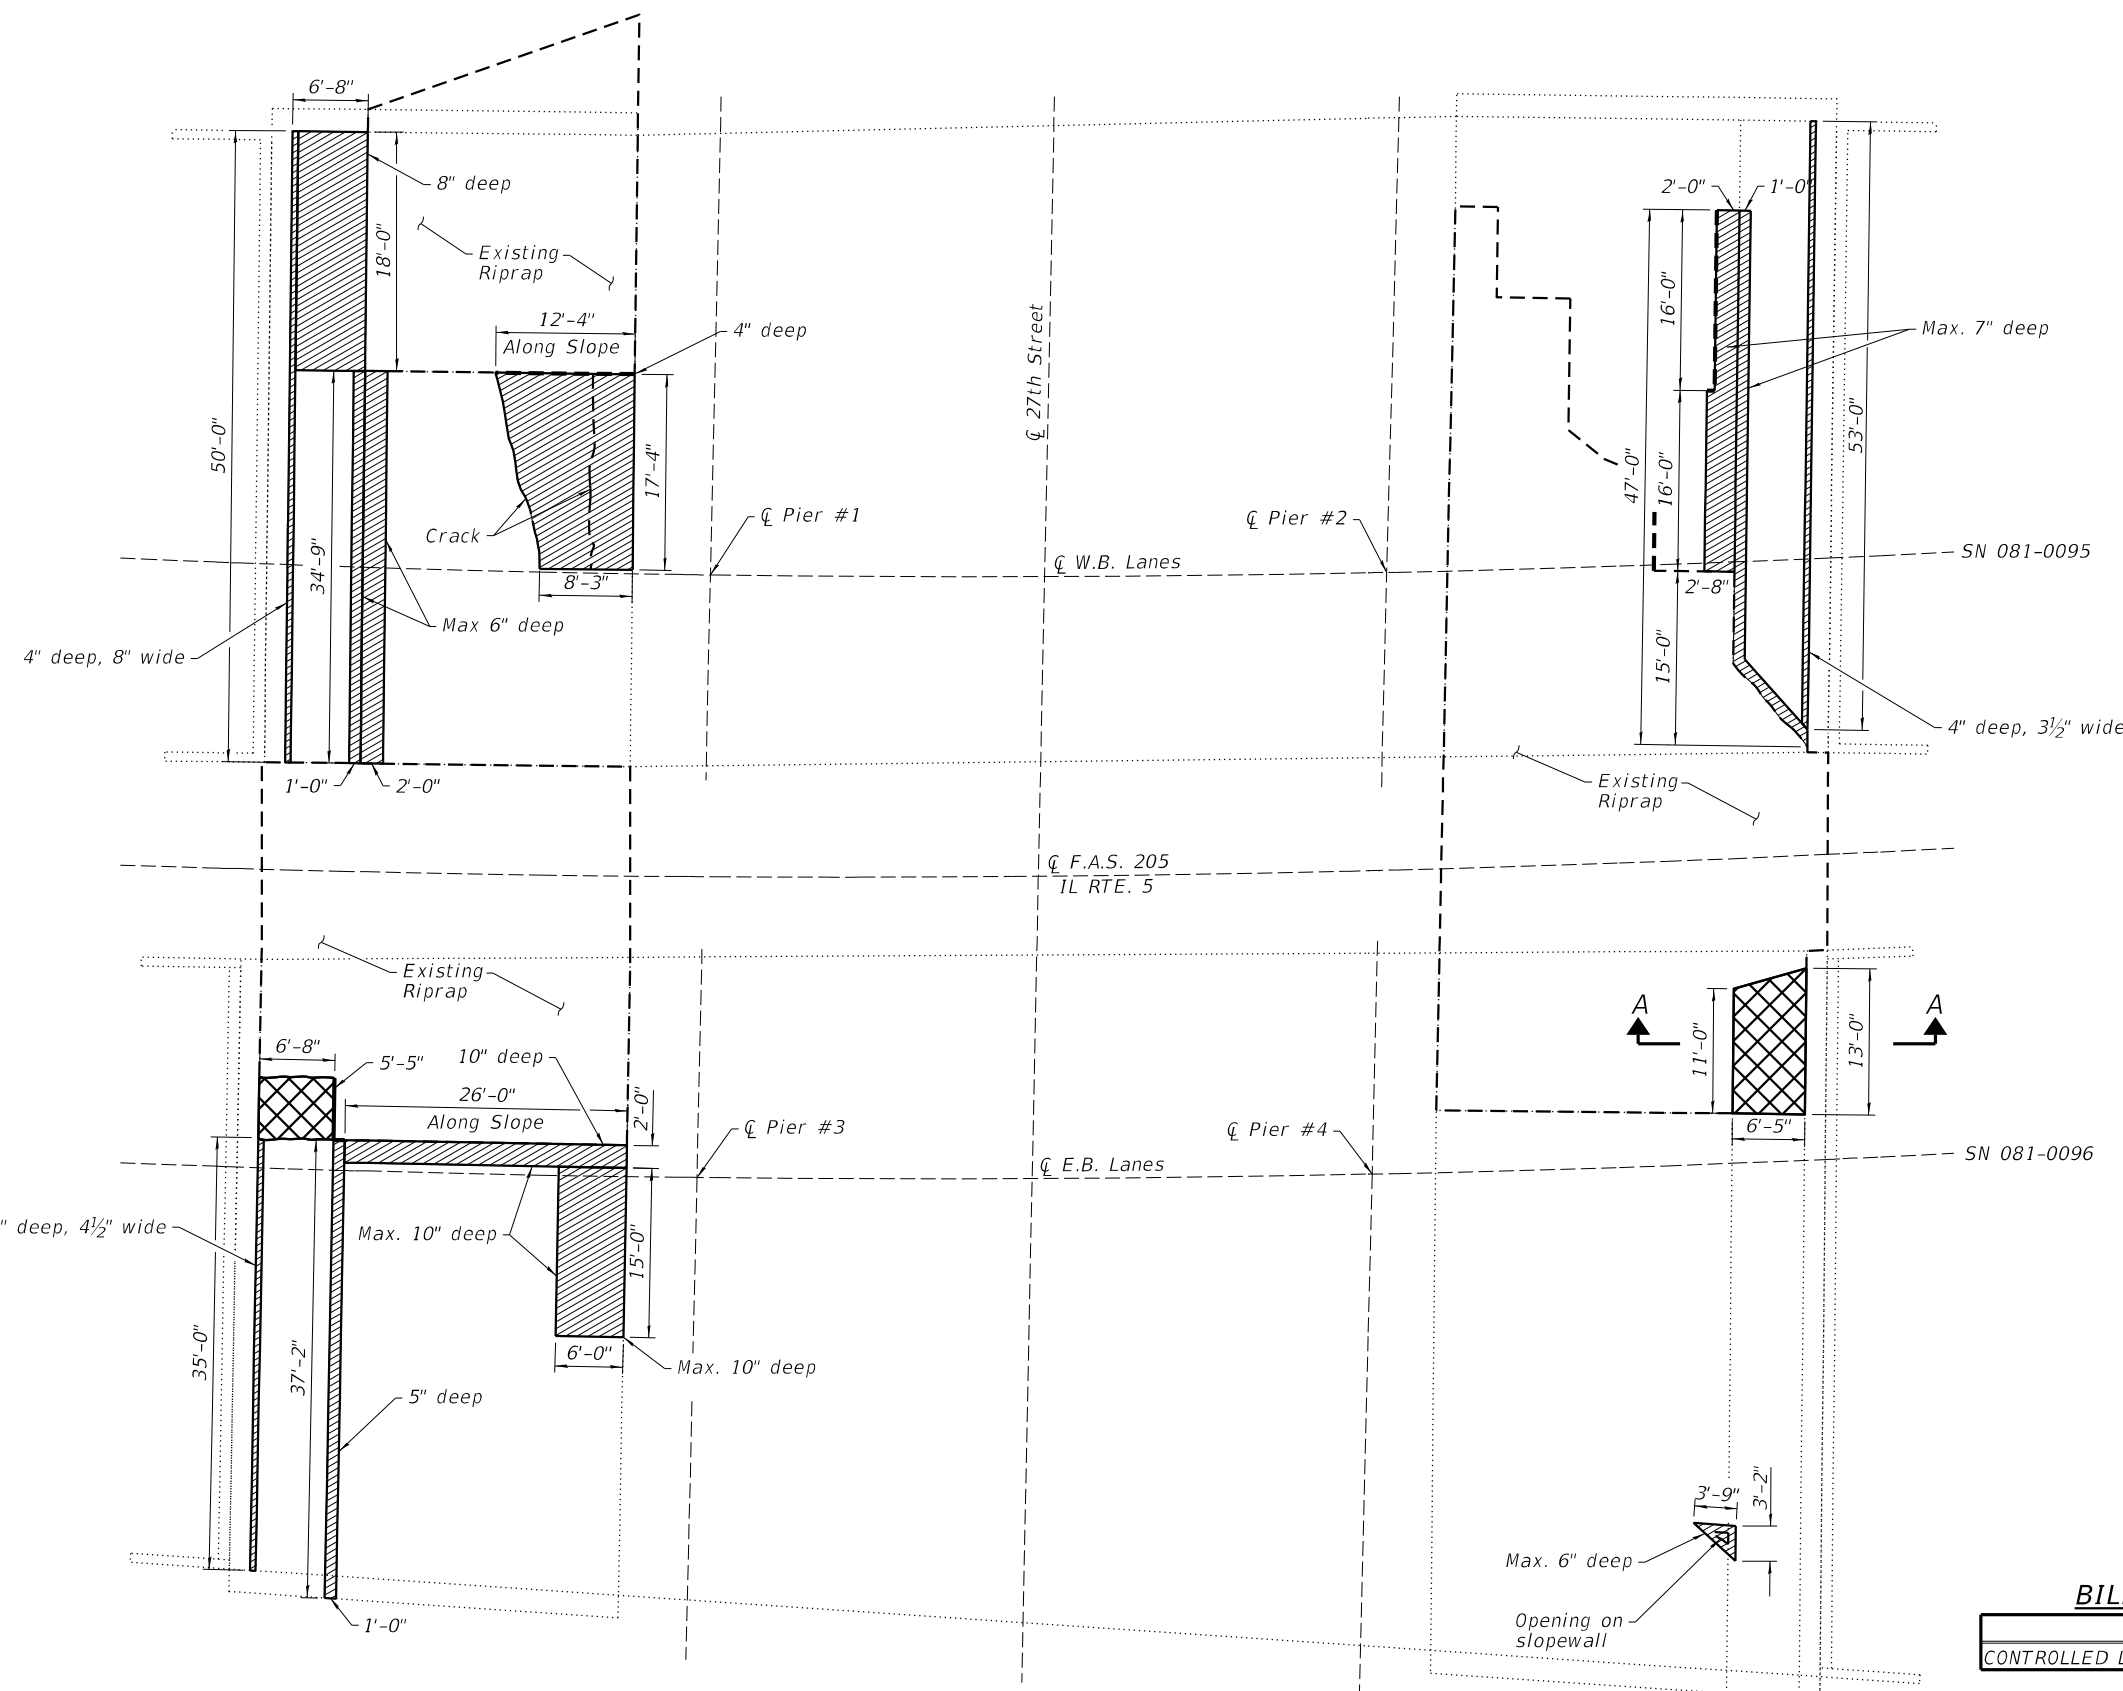 6'-8"
8" deep
18'-0"
Existing
Riprap
12'-4"
Along Slope
4" deep
17'-4"
50'-0"
34'-9"
Crack
8'-3"
Max 6" deep
4" deep, 8" wide
1'-0"
2'-0"
℄ Pier #1
℄ 27th Street
℄ Pier #2
℄ W.B. Lanes
2'-0"
1'-0"
16'-0"
Max. 7" deep
47'-0"
16'-0"
53'-0"
SN 081-0095
2'-8"
15'-0"
4" deep, 3½" wide
Existing
Riprap
℄ F.A.S. 205
IL RTE. 5
Existing
Riprap
6'-8"
5'-5"
10" deep
26'-0"
Along Slope
2'-0"
℄ Pier #3
℄ Pier #4
℄ E.B. Lanes
A
A
11'-0"
13'-0"
6'-5"
SN 081-0096
" deep, 4½" wide
Max. 10" deep
15'-0"
35'-0"
37'-2"
6'-0"
Max. 10" deep
5" deep
1'-0"
3'-9"
3'-2"
Max. 6" deep
Opening on
slopewall
BIL
CONTROLLED L